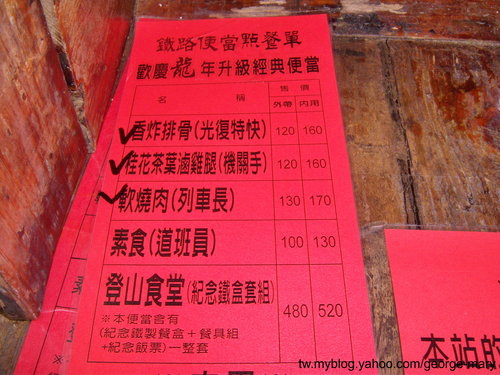 鐵路便當點餐單
歡慶龍年升級經典便當
名 稱 售 價
外帶 內用
香炸排骨(光復特快) 120 160
桂花茶葉滷雞腿(機關手) 120 160
軟燒肉(列車長) 130 170
素食(道班員) 100 130
登山食堂(紀念鐵盒套組) 480 520
※本便當含有
(紀念鐵製餐盒+餐具組
+紀念飯票)一整套
本站的
tw.myblog.yahoo.com/george-mary